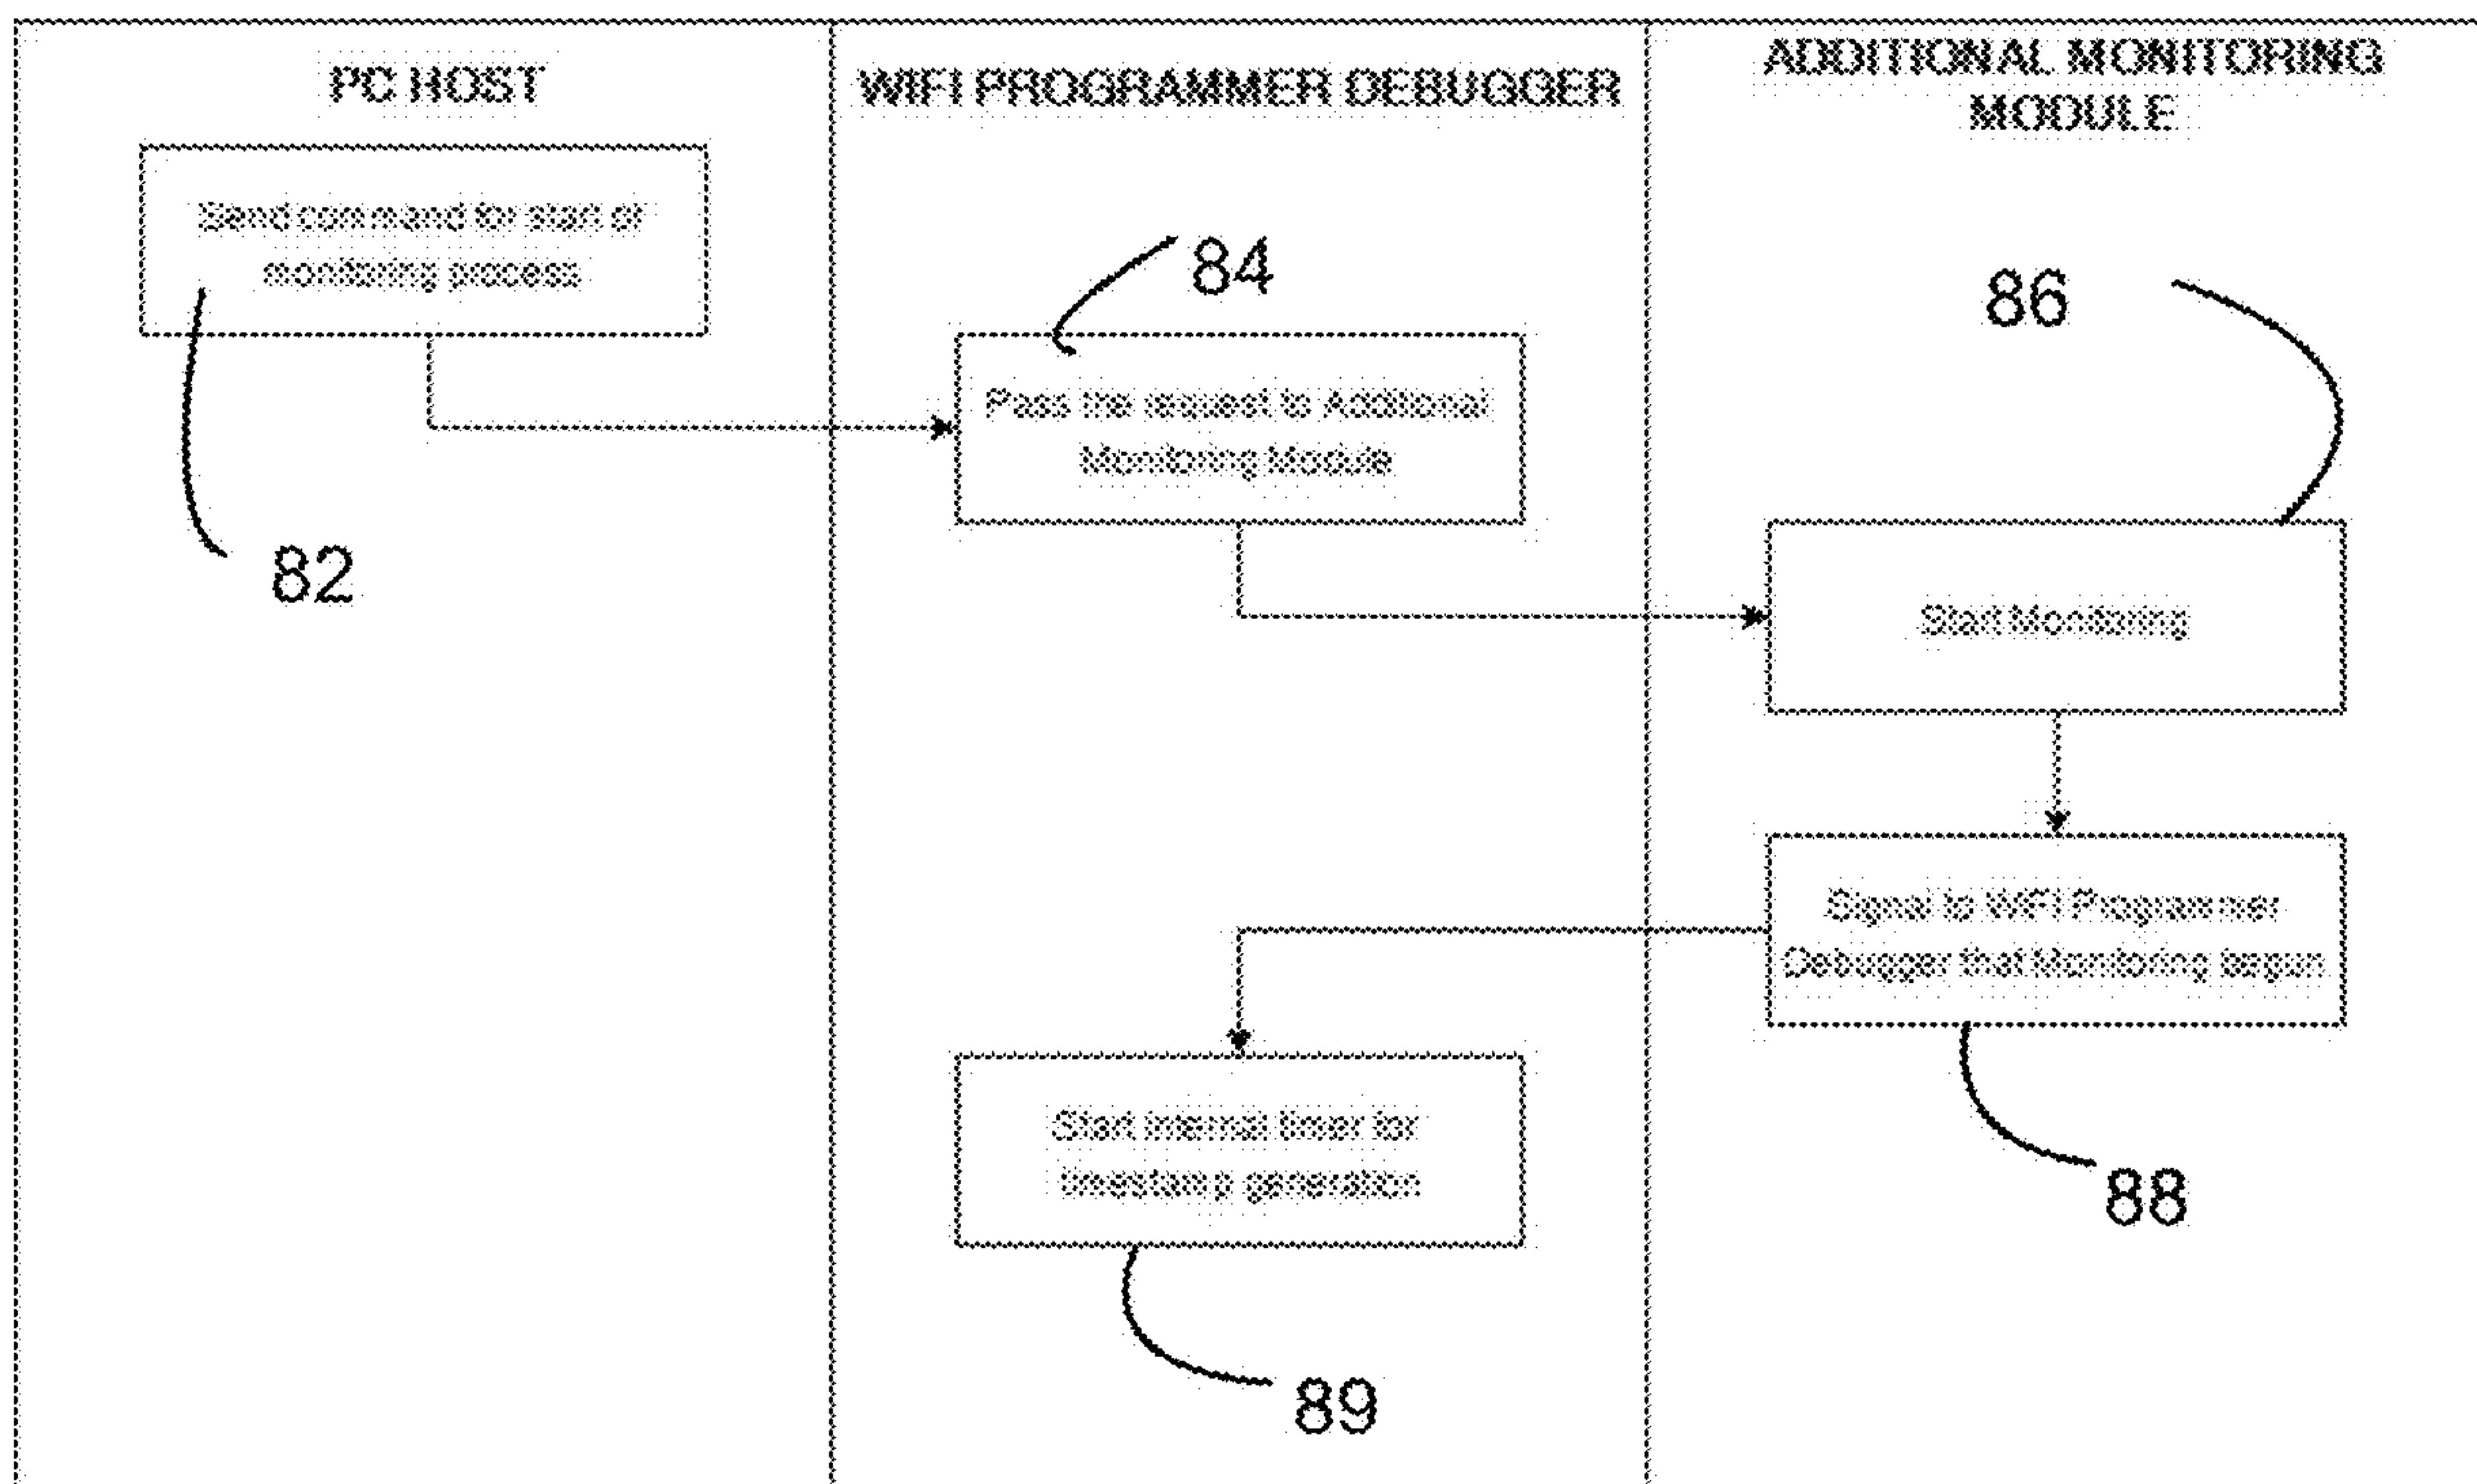 PC HOST
WIFI PROGRAMMER DEBUGGER
ADDITIONAL MONITORING
MODULE
Send command for start of
monitoring process
82
84
Pass the request to Additional
Monitoring Module
86
Start Monitoring
Signal to WIFI Programmer
Debugger that Monitoring begun
88
Start internal timer for
timestamp generation
89